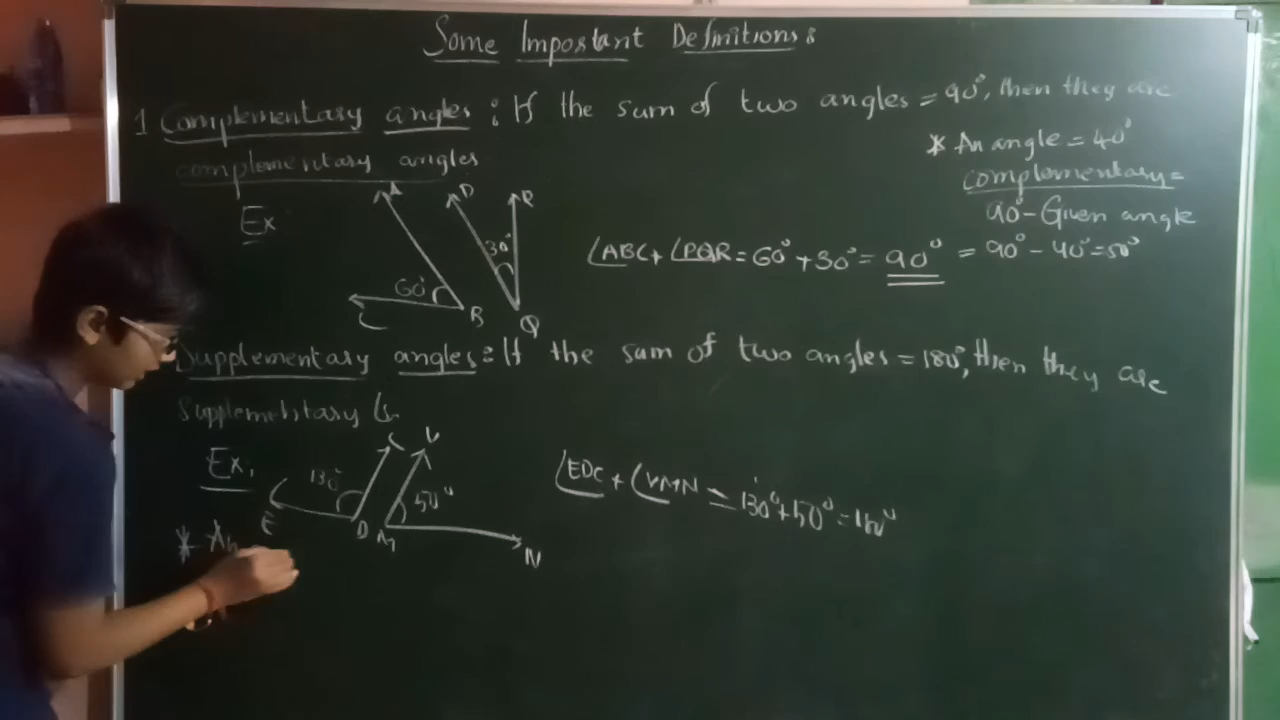 Some Important Definitions:
1 Complementary angles : If the sum of two angles = 90°, then they are
complementary angles
* An angle = 40°
complementary =
90° - Given angle
= 90° - 40° = 50°
Ex
A
D
R
60°
30°
C
B
Q
∠ABC + ∠PQR = 60° + 30° = 90°
Supplementary angles : If the sum of two angles = 180°, then they are
Supplementary
Ex,
C
130°
50°
E
D
M
N
∠EDC + ∠VMN = 130° + 50° = 180°
* An